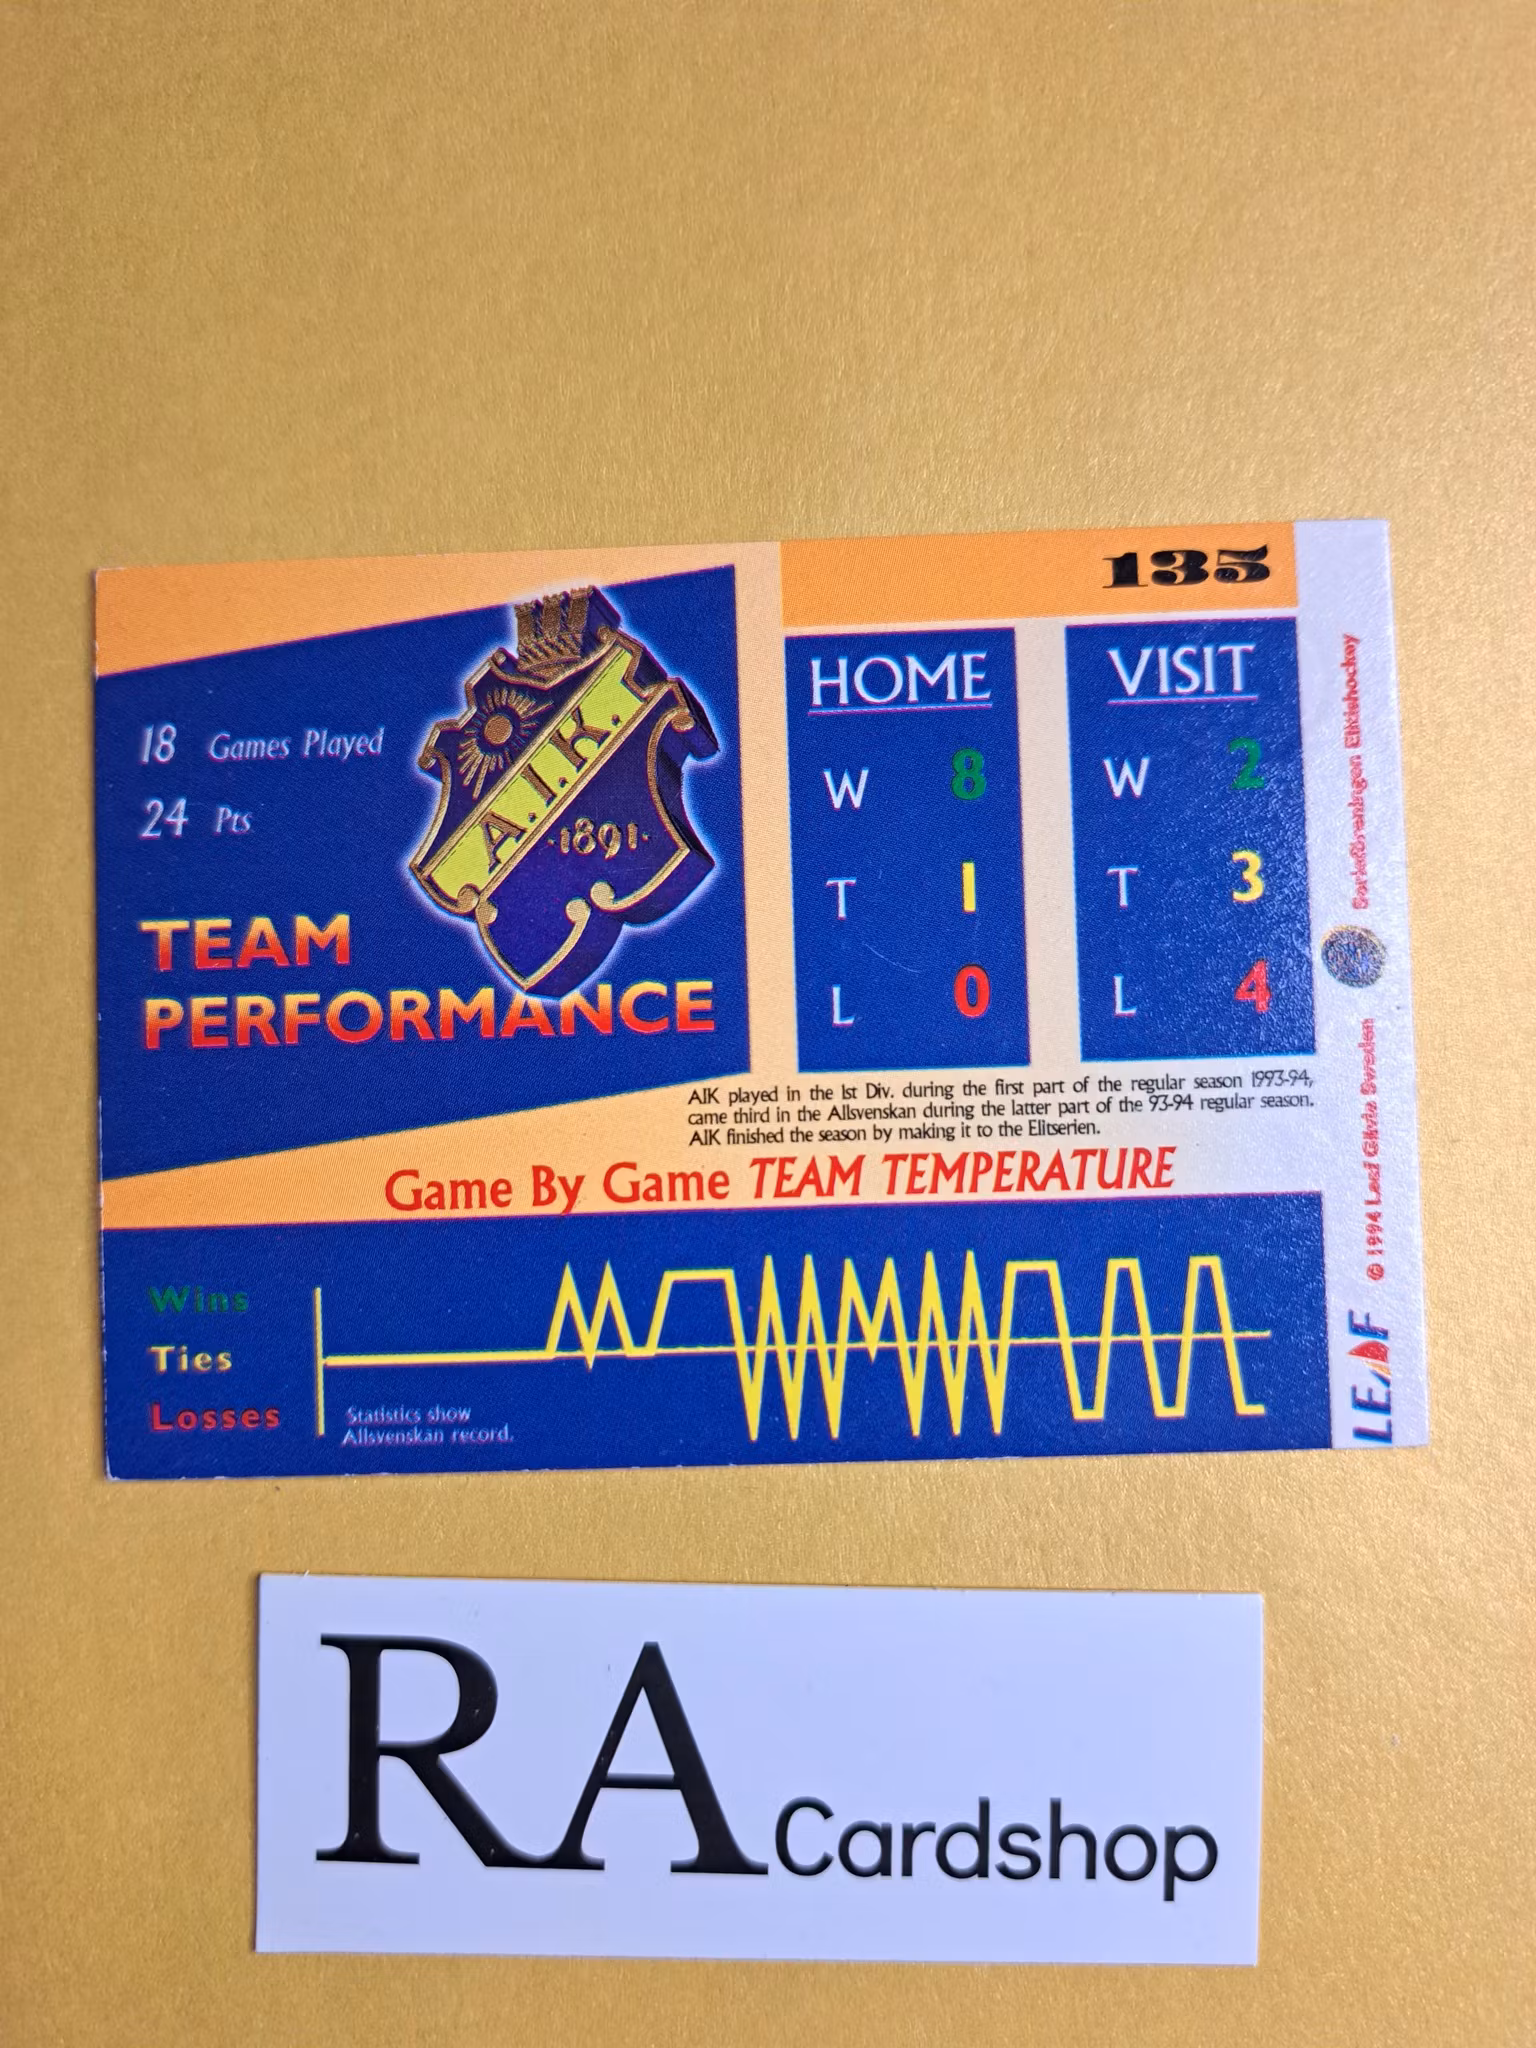 135
A.I.K.
·1891·
18 Games Played
24 Pts
TEAM
PERFORMANCE
HOME
W 8
T 1
L 0
VISIT
W 2
T 3
L 4
AIK played in the 1st Div. during the first part of the regular season 1993-94,
came third in the Allsvenskan during the latter part of the 93-94 regular season.
AIK finished the season by making it to the Elitserien.
Game By Game TEAM TEMPERATURE
Wins
Ties
Losses
Statistics show
Allsvenskan record.
LEAF
© 1994 Leaf Gilvis Sweden
Serieföreningen Elitishockey
RA Cardshop